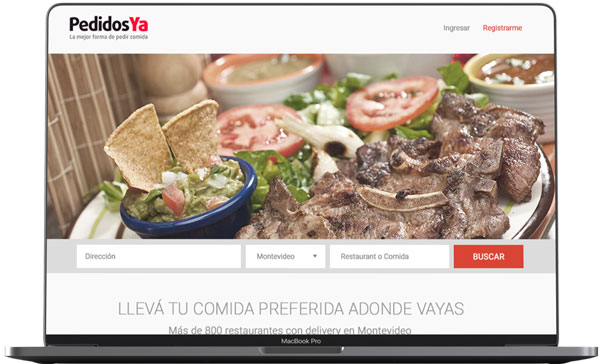 PedidosYa
La mejor forma de pedir comida
Ingresar
Registrarme
Dirección
Montevideo
Restaurant o Comida
BUSCAR
LLEVÁ TU COMIDA PREFERIDA ADONDE VAYAS
Más de 800 restaurantes con delivery en Montevideo
MacBook Pro